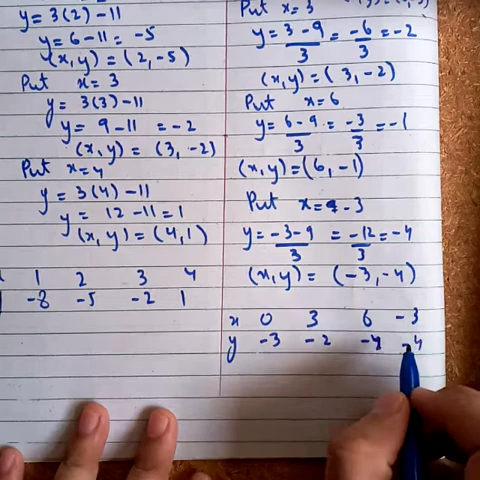 y = 3(2) - 11
y = 6 - 11 = -5
(x, y) = (2, -5)
Put x = 3
y = 3(3) - 11
y = 9 - 11 = -2
(x, y) = (3, -2)
Put x = 4
y = 3(4) - 11
y = 12 - 11 = 1
(x, y) = (4, 1)
1 2 3 4
-8 -5 -2 1
Put x = 3
y = 3 - 9 / 3 = -6 / 3 = -2
(x, y) = (3, -2)
Put x = 6
y = 6 - 9 / 3 = -3 / 3 = -1
(x, y) = (6, -1)
Put x = -3
y = -3 - 9 / 3 = -12 / 3 = -4
(x, y) = (-3, -4)
x 0 3 6 -3
y -3 -2 -1 -4